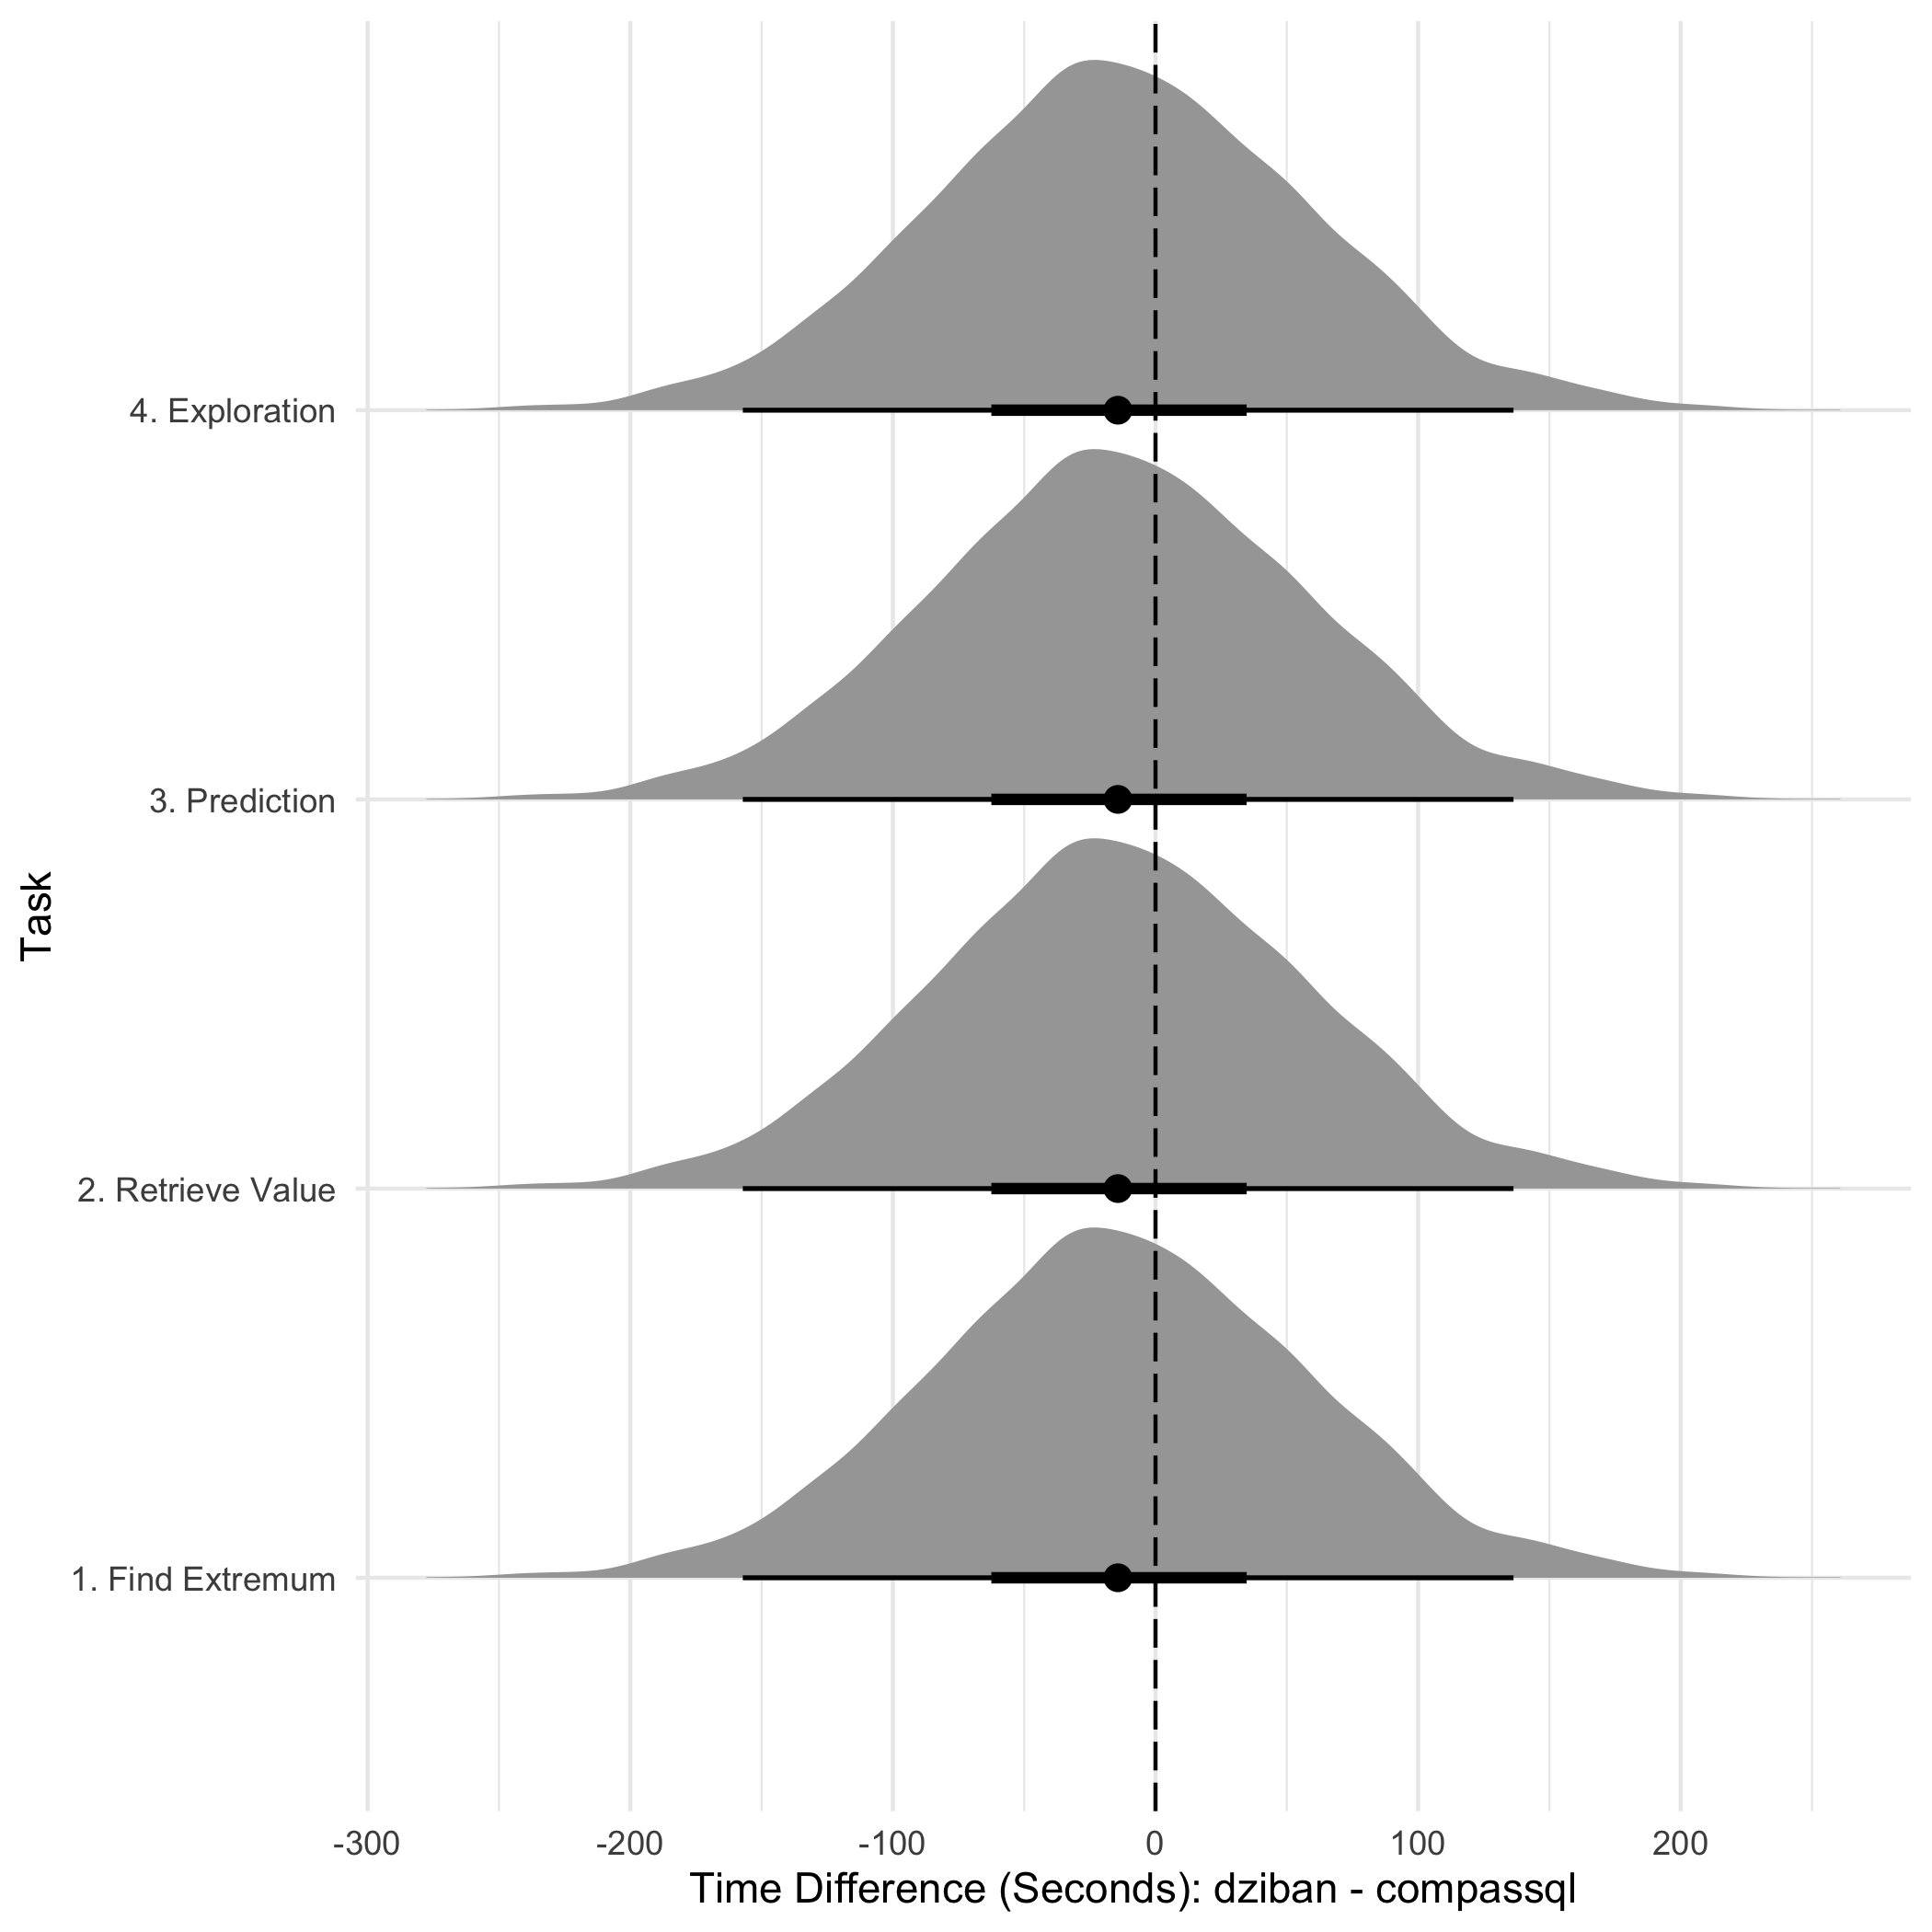 4. Exploration
3. Prediction
2. Retrieve Value
1. Find Extremum
Task
-300 -200 -100 0 100 200
Time Difference (Seconds): dziban - compassql